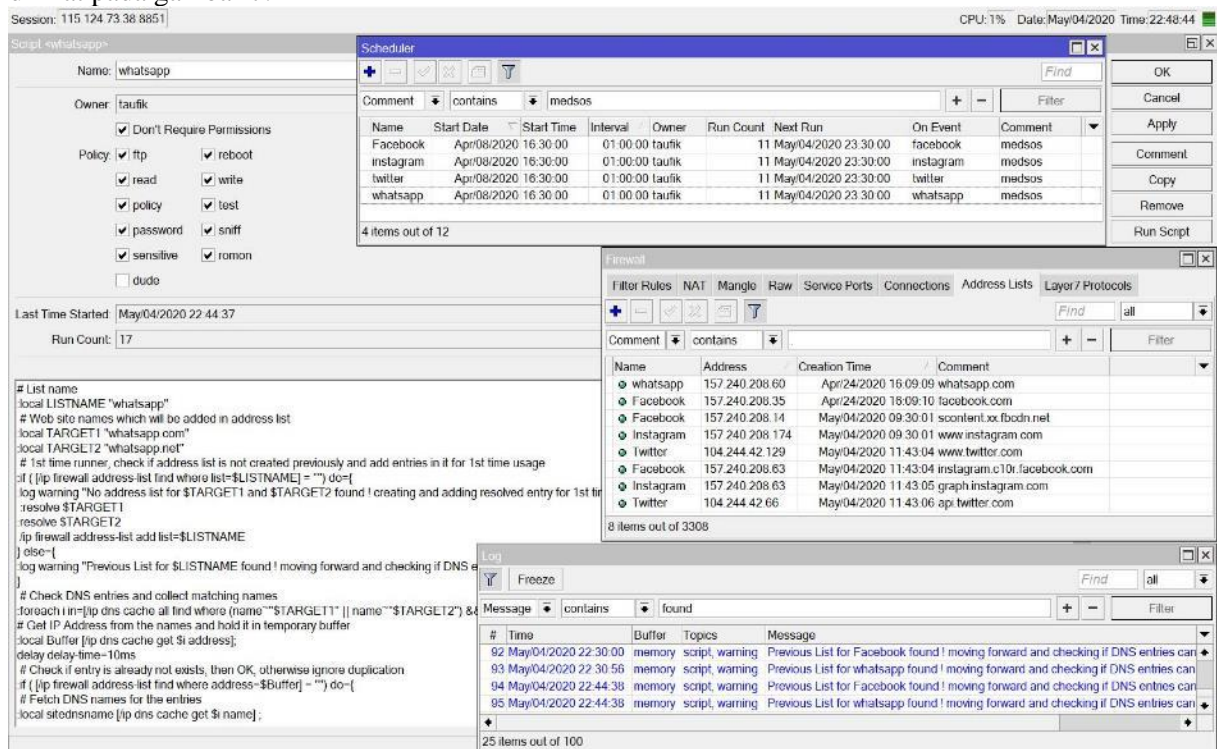 Session: 115 124 73 38 8851 CPU: 1% Date: May/04/2020 Time: 22:48:44
Script <whatsapp>
Name: whatsapp
Owner: taufik
Don't Require Permissions
Policy: ftp reboot
read write
policy test
password sniff
sensitive romon
dude
Last Time Started: May/04/2020 22:44:37
Run Count: 17
# List name
:local LISTNAME "whatsapp"
# Web site names which will be added in address list
:local TARGET1 "whatsapp.com"
:local TARGET2 "whatsapp.net"
# 1st time runner, check if address list is not created previously and add entries in it for 1st time usage
:if ( [/ip firewall address-list find where list=$LISTNAME] = "") do={
:log warning "No address list for $TARGET1 and $TARGET2 found ! creating and adding resolved entry for 1st
:resolve $TARGET1
:resolve $TARGET2
/ip firewall address-list add list=$LISTNAME
} else={
:log warning "Previous List for $LISTNAME found ! moving forward and checking if DNS
}
# Check DNS entries and collect matching names
:foreach i in=[/ip dns cache all find where (name~"$TARGET1" || name~"$TARGET2") &&
# Get IP Address from the names and hold it in temporary buffer
:local Buffer [/ip dns cache get $i address];
delay delay-time=10ms
# Check if entry is already not exists, then OK, otherwise ignore duplication
:if ( [/ip firewall address-list find where address=$Buffer] = "") do={
# Fetch DNS names for the entries
:local sitednsname [/ip dns cache get $i name] ;
Scheduler
Find
Comment contains medsos + - Filter
Name Start Date Start Time Interval Owner Run Count Next Run On Event Comment
Facebook Apr/08/2020 16:30:00 01:00:00 taufik 11 May/04/2020 23:30:00 facebook medsos
instagram Apr/08/2020 16:30:00 01:00:00 taufik 11 May/04/2020 23:30:00 instagram medsos
twitter Apr/08/2020 16:30:00 01:00:00 taufik 11 May/04/2020 23:30:00 twitter medsos
whatsapp Apr/08/2020 16:30:00 01:00:00 taufik 11 May/04/2020 23:30:00 whatsapp medsos
4 items out of 12
OK
Cancel
Apply
Comment
Copy
Remove
Run Script
Firewall
Filter Rules NAT Mangle Raw Service Ports Connections Address Lists Layer7 Protocols
Find all
Comment contains . + - Filter
Name Address Creation Time Comment
whatsapp 157.240.208.60 Apr/24/2020 16:09:09 whatsapp.com
Facebook 157.240.208.35 Apr/24/2020 16:09:10 facebook.com
Facebook 157.240.208.14 May/04/2020 09:30:01 scontent.xx.fbcdn.net
Instagram 157.240.208.174 May/04/2020 09:30:01 www.instagram.com
Twitter 104.244.42.129 May/04/2020 11:43:04 www.twitter.com
Facebook 157.240.208.63 May/04/2020 11:43:04 instagram.c10r.facebook.com
Instagram 157.240.208.63 May/04/2020 11:43:05 graph.instagram.com
Twitter 104.244.42.66 May/04/2020 11:43:06 api.twitter.com
8 items out of 3308
Log
Freeze Find all
Message contains found + - Filter
# Time Buffer Topics Message
92 May/04/2020 22:30:00 memory script, warning Previous List for Facebook found ! moving forward and checking if DNS entries can
93 May/04/2020 22:30:56 memory script, warning Previous List for whatsapp found ! moving forward and checking if DNS entries can
94 May/04/2020 22:44:38 memory script, warning Previous List for Facebook found ! moving forward and checking if DNS entries can
95 May/04/2020 22:44:38 memory script, warning Previous List for whatsapp found ! moving forward and checking if DNS entries can
25 items out of 100